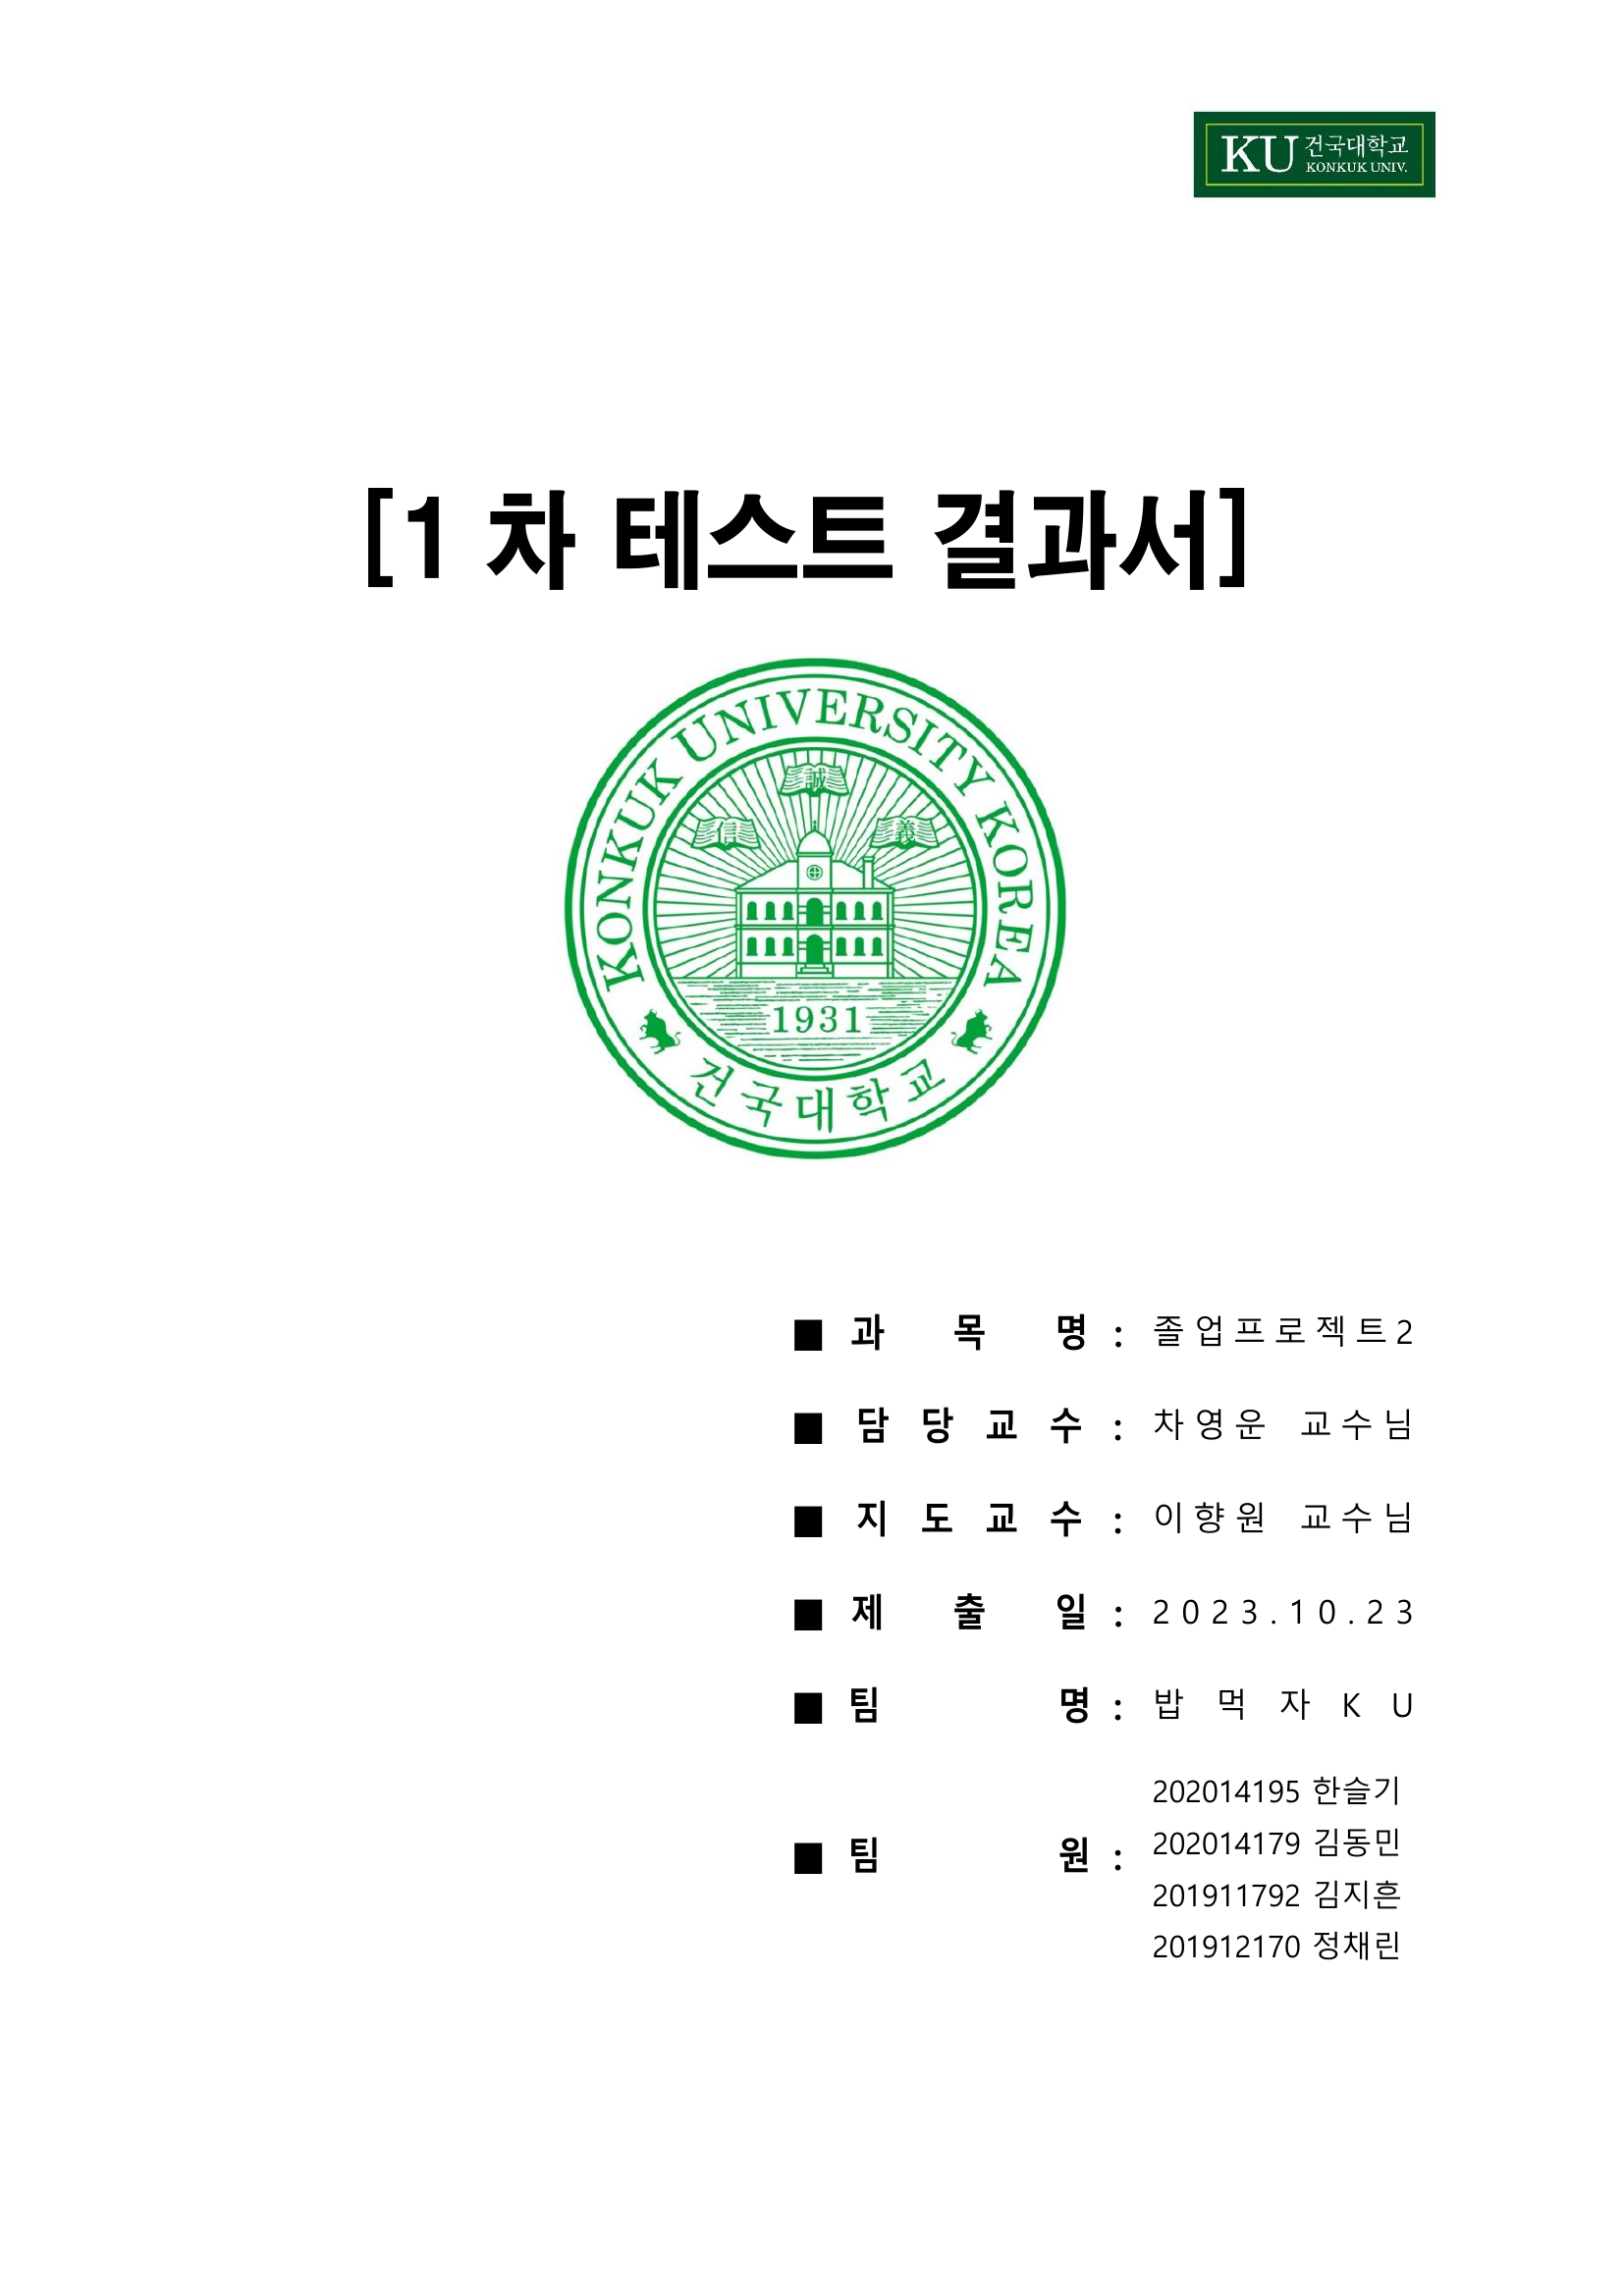 KU 건국대학교
KONKUK UNIV.
[1 차 테스트 결과서]
KONKUK UNIVERSITY KOREA
誠
信 義
1931
건국대학교
■ 과 목 명 : 졸업프로젝트2
■ 담당교수 : 차영운 교수님
■ 지도교수 : 이향원 교수님
■ 제 출 일 : 2023.10.23
■ 팀 명 : 밥먹자KU
■ 팀 원 :
202014195 한슬기
202014179 김동민
201911792 김지흔
201912170 정채린